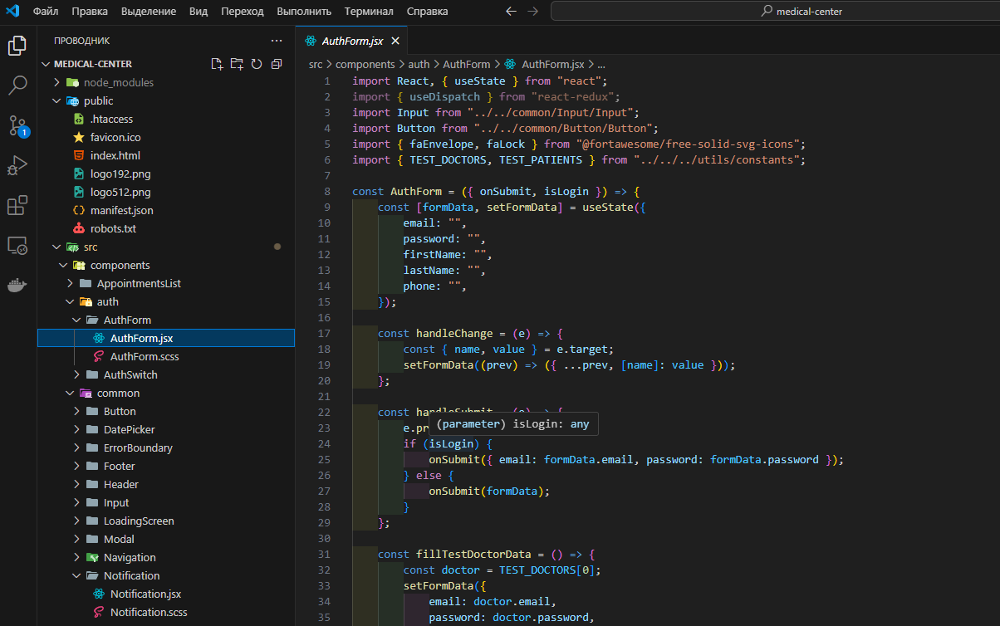 Файл Правка Выделение Вид Переход Выполнить Терминал Справка medical-center
ПРОВОДНИК
MEDICAL-CENTER
node_modules
public
.htaccess
favicon.ico
index.html
logo192.png
logo512.png
manifest.json
robots.txt
src
components
AppointmentsList
auth
AuthForm
AuthForm.jsx
AuthForm.scss
AuthSwitch
common
Button
DatePicker
ErrorBoundary
Footer
Header
Input
LoadingScreen
Modal
Navigation
Notification
Notification.jsx
Notification.scss
1
AuthForm.jsx
src > components > auth > AuthForm > AuthForm.jsx > ...
1 import React, { useState } from "react";
2 import { useDispatch } from "react-redux";
3 import Input from "../../common/Input/Input";
4 import Button from "../../common/Button/Button";
5 import { faEnvelope, faLock } from "@fortawesome/free-solid-svg-icons";
6 import { TEST_DOCTORS, TEST_PATIENTS } from "../../../utils/constants";
7
8 const AuthForm = ({ onSubmit, isLogin }) => {
9 const [formData, setFormData] = useState({
10 email: "",
11 password: "",
12 firstName: "",
13 lastName: "",
14 phone: "",
15 });
16
17 const handleChange = (e) => {
18 const { name, value } = e.target;
19 setFormData((prev) => ({ ...prev, [name]: value }));
20 };
21
22 const handleSubmit = (e) => {
23 e.pr
(parameter) isLogin: any
24 if (isLogin) {
25 onSubmit({ email: formData.email, password: formData.password });
26 } else {
27 onSubmit(formData);
28 }
29 };
30
31 const fillTestDoctorData = () => {
32 const doctor = TEST_DOCTORS[0];
33 setFormData({
34 email: doctor.email,
35 password: doctor.password,